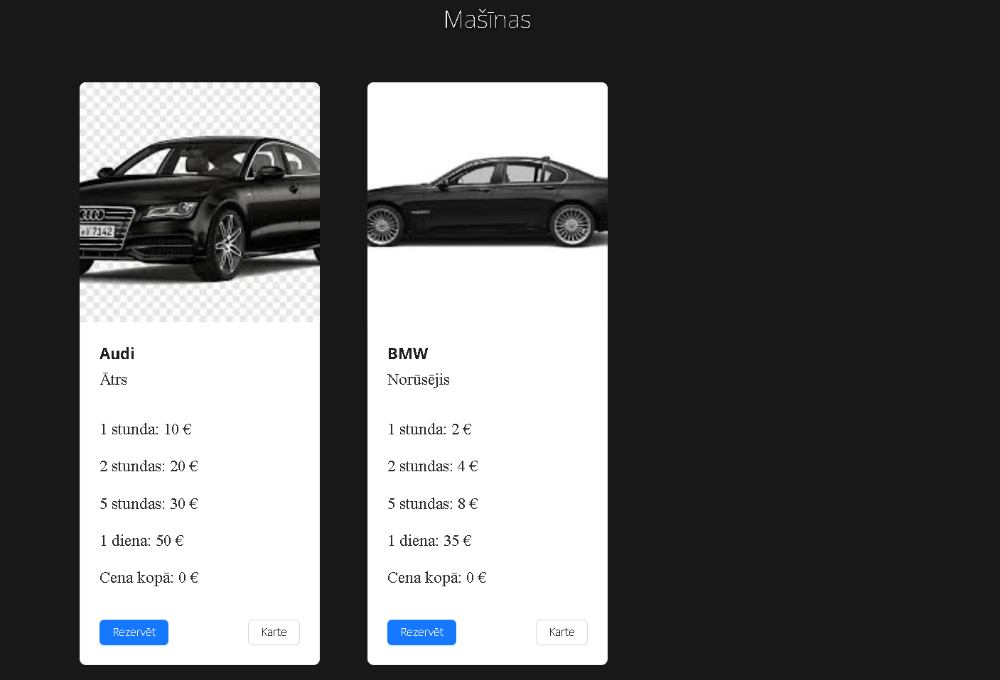 Mašīnas
V 7142
Audi
Ātrs
1 stunda: 10 €
2 stundas: 20 €
5 stundas: 30 €
1 diena: 50 €
Cena kopā: 0 €
Rezervēt
Karte
BMW
Norūsējis
1 stunda: 2 €
2 stundas: 4 €
5 stundas: 8 €
1 diena: 35 €
Cena kopā: 0 €
Rezervēt
Karte